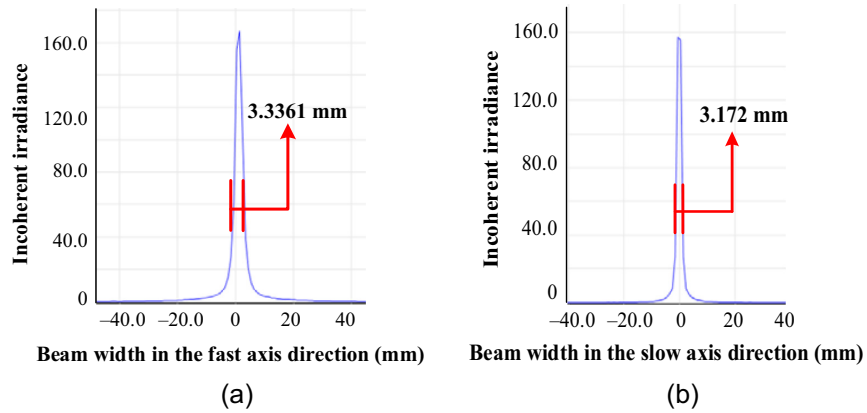 160.0
120.0
80.0
40.0
0
Incoherent irradiance
3.3361 mm
–40.0 –20.0 0 20 40
Beam width in the fast axis direction (mm)
(a)
160.0
120.0
80.0
40.0
0
Incoherent irradiance
3.172 mm
–40.0 –20.0 0 20 40
Beam width in the slow axis direction (mm)
(b)